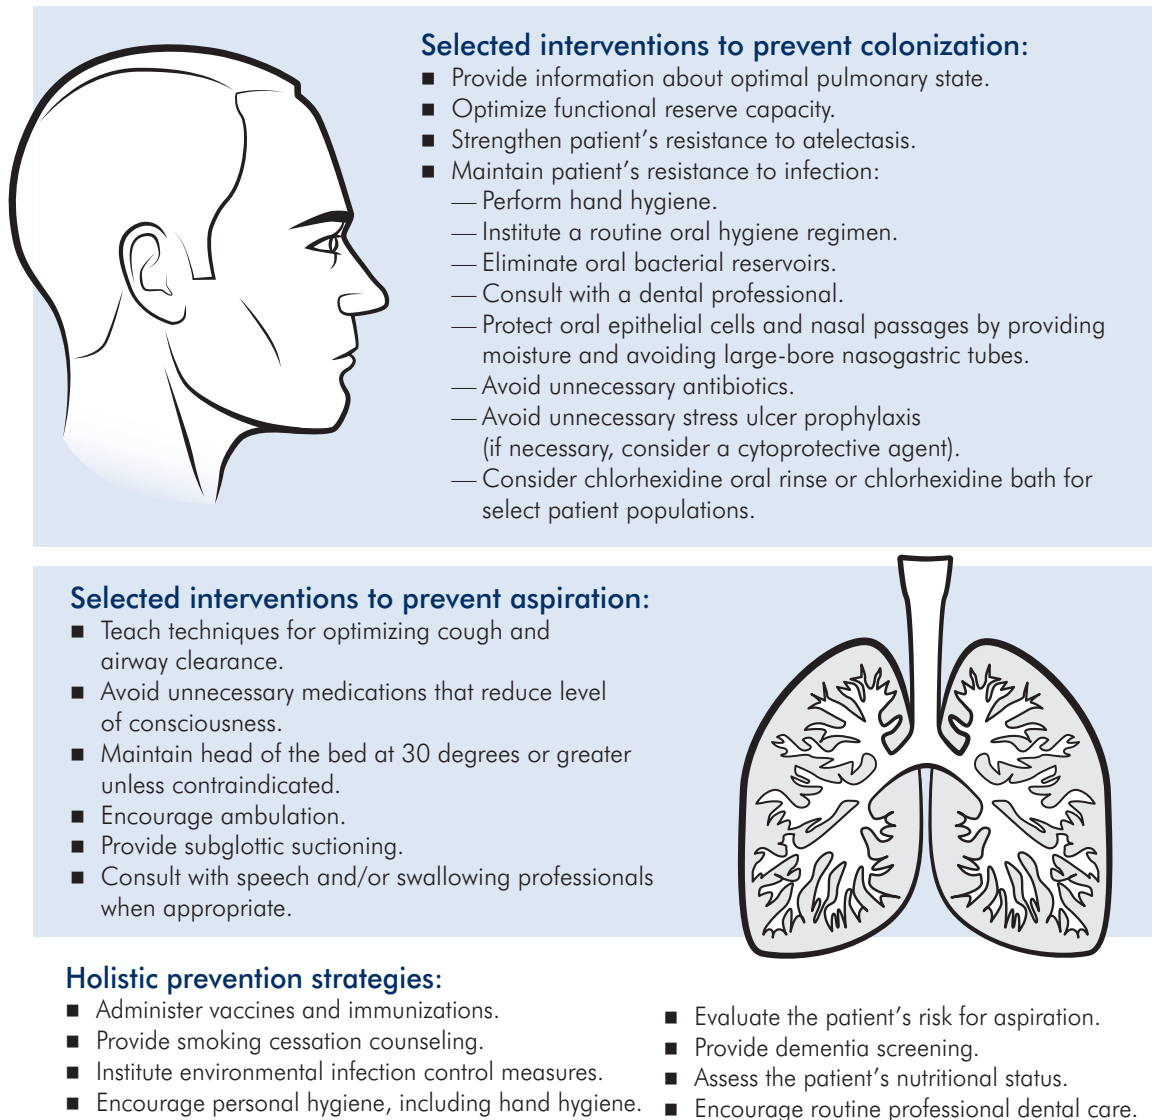 Selected interventions to prevent colonization:
■ Provide information about optimal pulmonary state.
■ Optimize functional reserve capacity.
■ Strengthen patient’s resistance to atelectasis.
■ Maintain patient’s resistance to infection:
— Perform hand hygiene.
— Institute a routine oral hygiene regimen.
— Eliminate oral bacterial reservoirs.
— Consult with a dental professional.
— Protect oral epithelial cells and nasal passages by providing
moisture and avoiding large-bore nasogastric tubes.
— Avoid unnecessary antibiotics.
— Avoid unnecessary stress ulcer prophylaxis
(if necessary, consider a cytoprotective agent).
— Consider chlorhexidine oral rinse or chlorhexidine bath for
select patient populations.
Selected interventions to prevent aspiration:
■ Teach techniques for optimizing cough and
airway clearance.
■ Avoid unnecessary medications that reduce level
of consciousness.
■ Maintain head of the bed at 30 degrees or greater
unless contraindicated.
■ Encourage ambulation.
■ Provide subglottic suctioning.
■ Consult with speech and/or swallowing professionals
when appropriate.
Holistic prevention strategies:
■ Administer vaccines and immunizations.
■ Provide smoking cessation counseling.
■ Institute environmental infection control measures.
■ Encourage personal hygiene, including hand hygiene.
■ Evaluate the patient’s risk for aspiration.
■ Provide dementia screening.
■ Assess the patient’s nutritional status.
■ Encourage routine professional dental care.